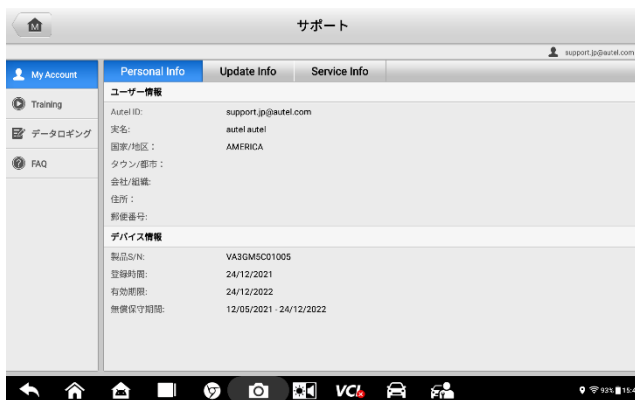 M
サポート
support.jp@autel.com
My Account
Training
データロギング
FAQ
Personal Info
Update Info
Service Info
ユーザー情報
Autel ID: support.jp@autel.com
実名: autel autel
国家/地区： AMERICA
タウン/都市：
会社/組織:
住所：
郵便番号:
デバイス情報
製品S/N: VA3GM5C01005
登録時間: 24/12/2021
有効期限: 24/12/2022
無償保守期間: 12/05/2021 - 24/12/2022
VCI
93%